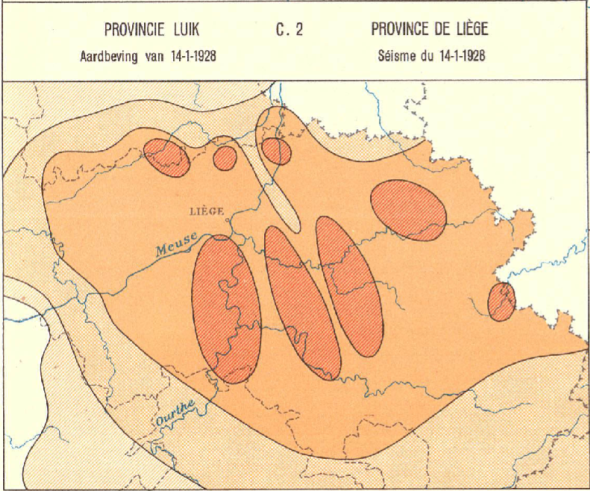 PROVINCIE LUIK
C. 2
PROVINCE DE LIÈGE
Aardbeving van 14-1-1928
Séisme du 14-1-1928
LIÈGE
Meuse
Ourthe